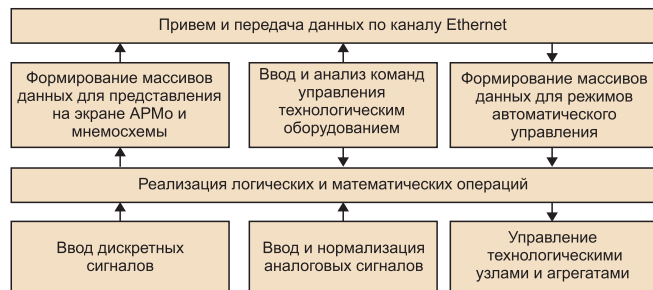 Привем и передача данных по каналу Ethernet
Формирование массивов
данных для представления
на экране АРМо и
мнемосхемы
Ввод и анализ команд
управления
технологическим
оборудованием
Формирование массивов
данных для режимов
автоматического
управления
Реализация логических и математических операций
Ввод дискретных
сигналов
Ввод и нормализация
аналоговых сигналов
Управление
технологическими
узлами и агрегатами